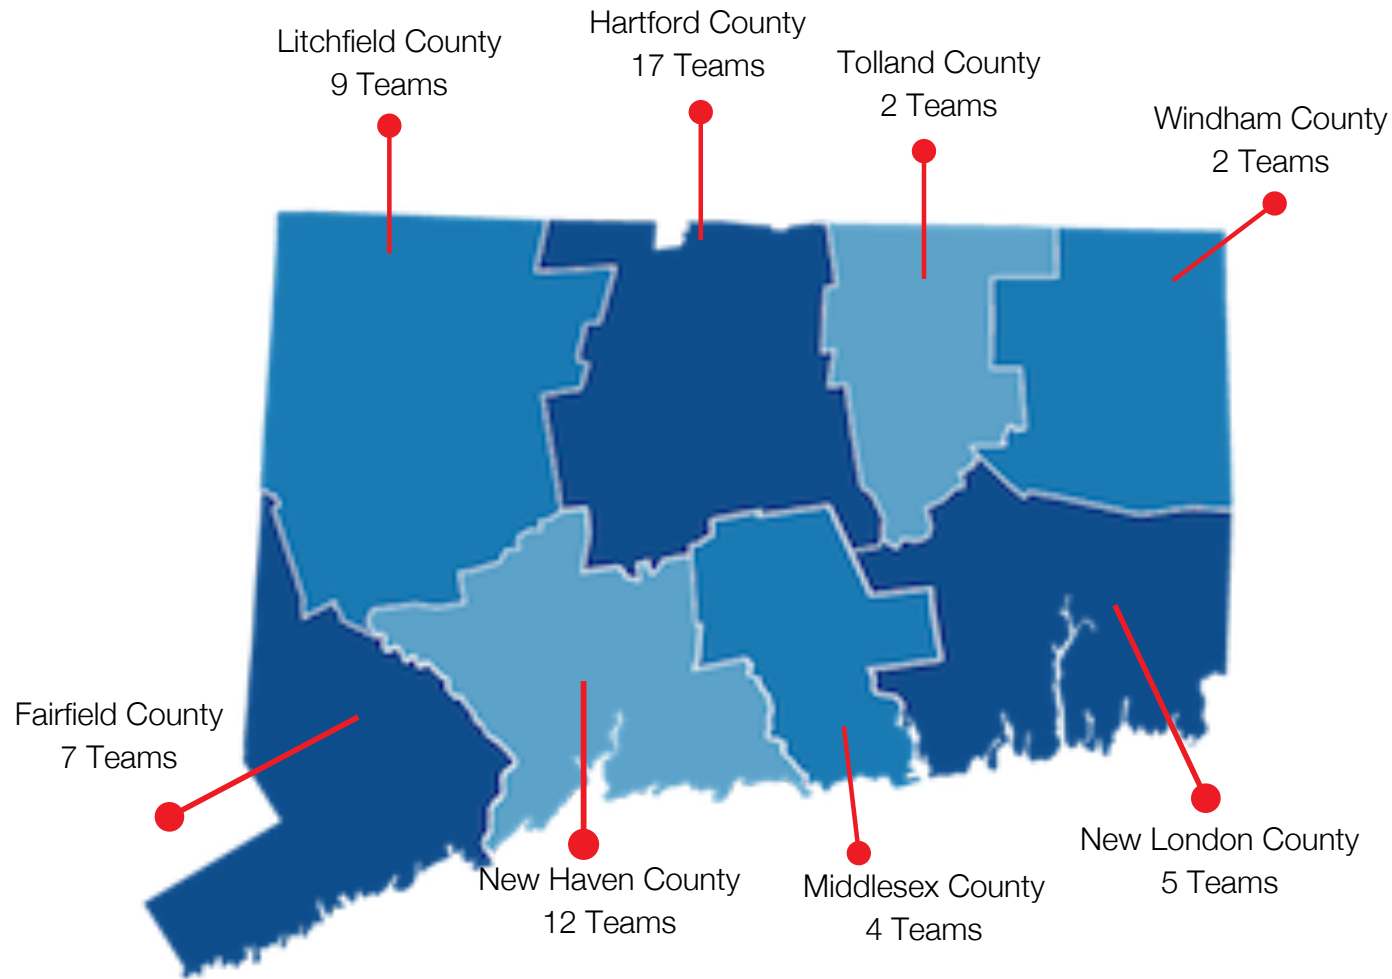 Litchfield County
9 Teams
Hartford County
17 Teams
Tolland County
2 Teams
Windham County
2 Teams
Fairfield County
7 Teams
New Haven County
12 Teams
Middlesex County
4 Teams
New London County
5 Teams